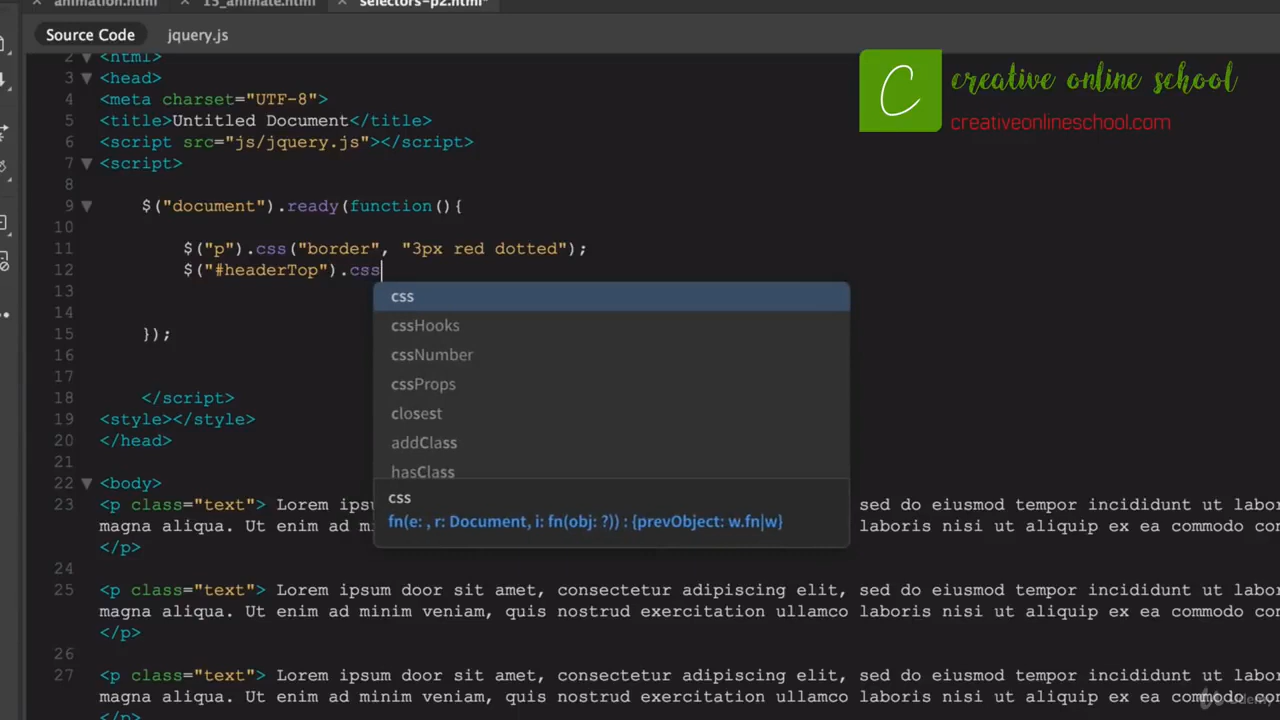 animation.html
13_animate.html
selectors-p2.html*
Source Code
jquery.js
creative online school
creativeonlineschool.com
2 <html>
3 <head>
4 <meta charset="UTF-8">
5 <title>Untitled Document</title>
6 <script src="js/jquery.js"></script>
7 <script>
8
9 $("document").ready(function(){
10
11 $("p").css("border", "3px red dotted");
12 $("#headerTop").css
13
14
15 });
16
17
18 </script>
19 <style></style>
20 </head>
21
22 <body>
css
cssHooks
cssNumber
cssProps
closest
addClass
hasClass
css
fn(e: , r: Document, i: fn(obj: ?)) : {prevObject: w.fn|w}
23 <p class="text"> Lorem ipsu sed do eiusmod tempor incididunt ut labor
magna aliqua. Ut enim ad mini aliquip ex ea commodo co
</p>
24
25 <p class="text"> Lorem ipsum door sit amet, consectetur adipiscing elit, sed do eiusmod tempor incididunt ut labor
magna aliqua. Ut enim ad minim veniam, quis nostrud exercitation ullamco laboris nisi ut aliquip ex ea commodo con
</p>
26
27 <p class="text"> Lorem ipsum door sit amet, consectetur adipiscing elit, sed do eiusmod tempor incididunt ut labor
magna aliqua. Ut enim ad minim veniam, quis nostrud exercitation ullamco laboris nisi ut aliquip ex ea commodo con
</p>
Udemy